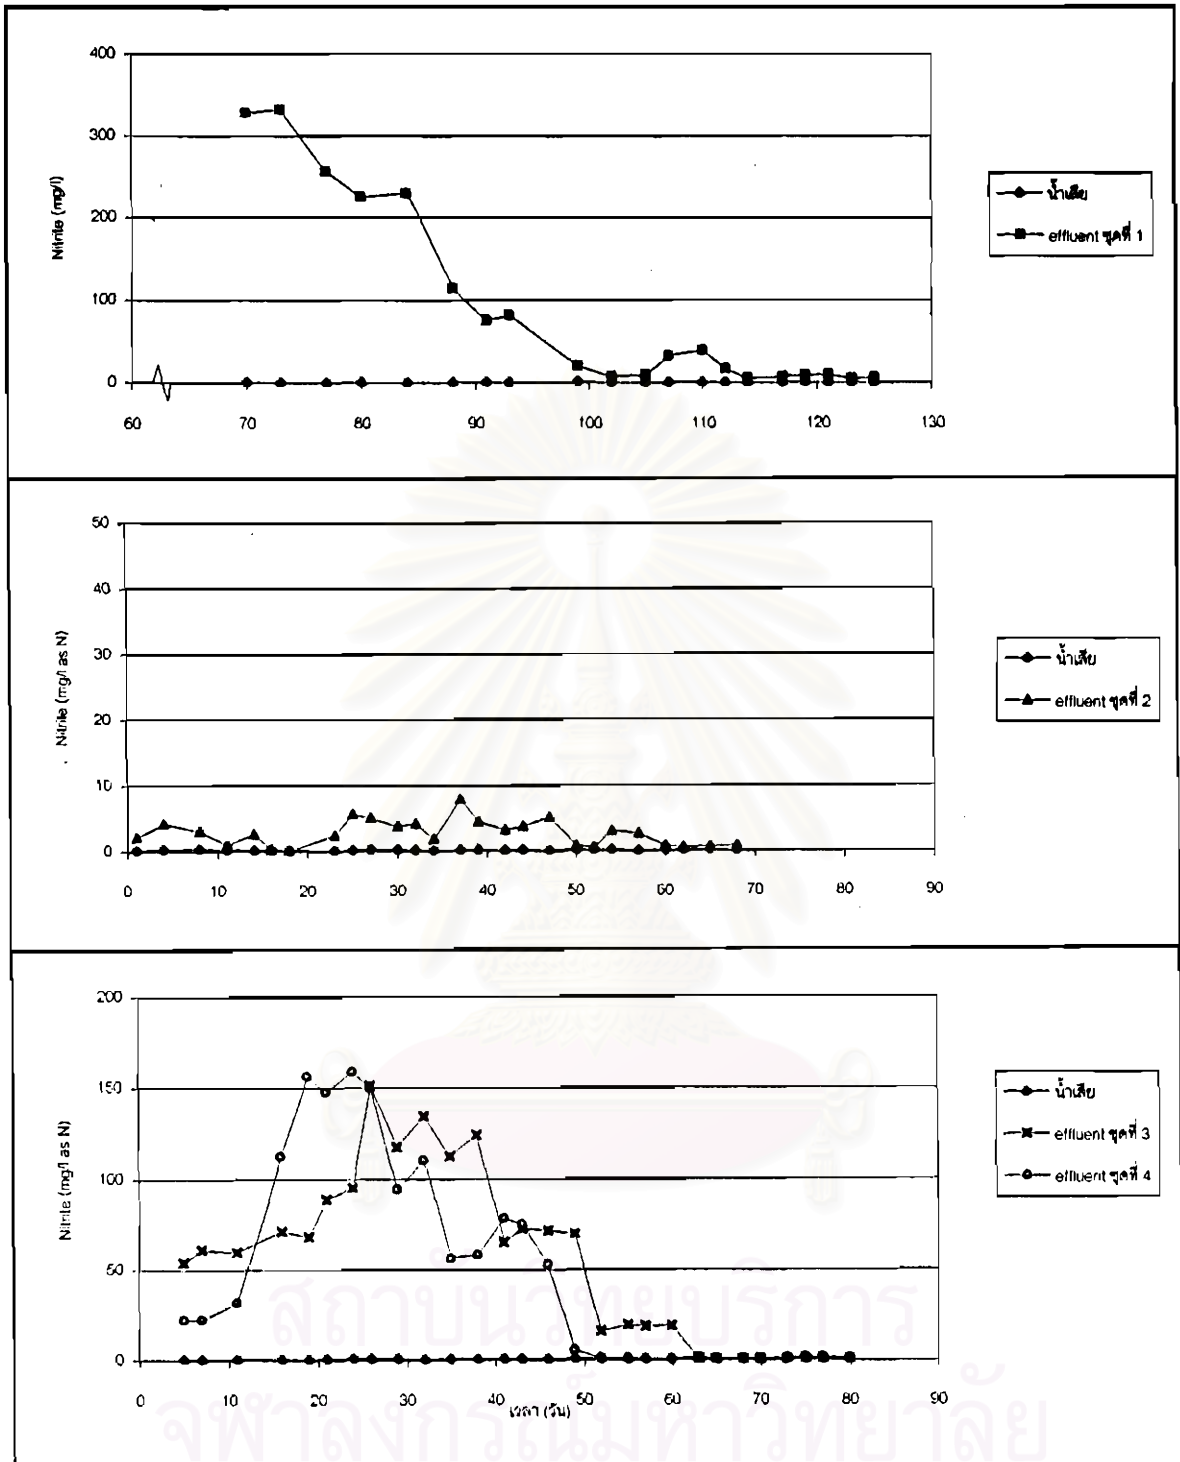 400
300
200
100
0
Nitrite (mg/l)
60 70 80 90 100 110 120 130
น้ำเสีย
effluent ชุดที่ 1
50
40
30
20
10
0
Nitrite (mg/l as N)
0 10 20 30 40 50 60 70 80 90
น้ำเสีย
effluent ชุดที่ 2
200
150
100
50
0
Nitrite (mg/l as N)
0 10 20 30 40 50 60 70 80 90
เวลา (วัน)
น้ำเสีย
effluent ชุดที่ 3
effluent ชุดที่ 4
สถาบันวิทยบริการ
จุฬาลงกรณ์มหาวิทยาลัย